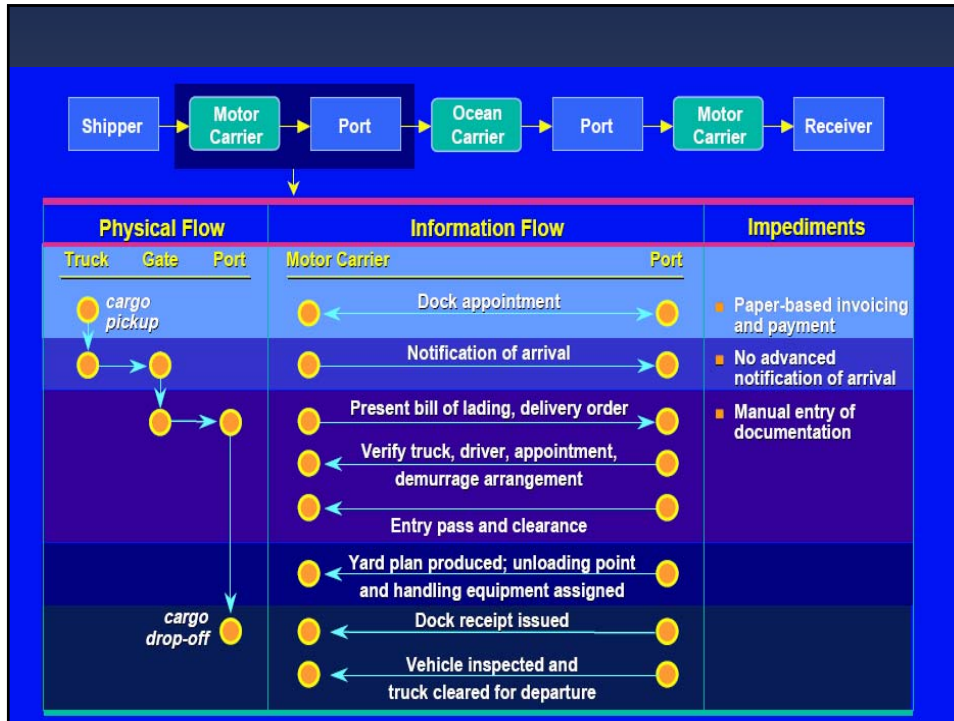 Shipper
Motor
Carrier
Port
Ocean
Carrier
Port
Motor
Carrier
Receiver
Physical Flow
Information Flow
Impediments
Truck Gate Port
Motor Carrier Port
cargo
pickup
Dock appointment
Paper-based invoicing
and payment
Notification of arrival
No advanced
notification of arrival
Present bill of lading, delivery order
Manual entry of
documentation
Verify truck, driver, appointment,
demurrage arrangement
Entry pass and clearance
Yard plan produced; unloading point
and handling equipment assigned
cargo
drop-off
Dock receipt issued
Vehicle inspected and
truck cleared for departure